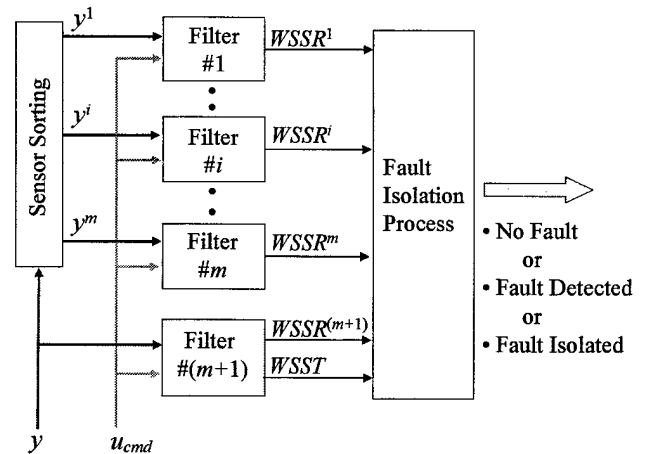 Sensor Sorting
y¹
Filter
#1
WSSR¹
yⁱ
Filter
#i
WSSRⁱ
yᵐ
Filter
#m
WSSRᵐ
Filter
#(m+1)
WSSR⁽ᵐ⁺¹⁾
WSST
Fault
Isolation
Process
• No Fault
or
• Fault Detected
or
• Fault Isolated
y
u_cmd